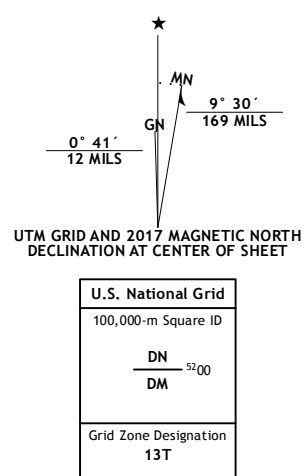 ★
MN
GN
9° 30´
169 MILS
0° 41´
12 MILS
UTM GRID AND 2017 MAGNETIC NORTH
DECLINATION AT CENTER OF SHEET
U.S. National Grid
100,000-m Square ID
DN
5200
DM
Grid Zone Designation
13T